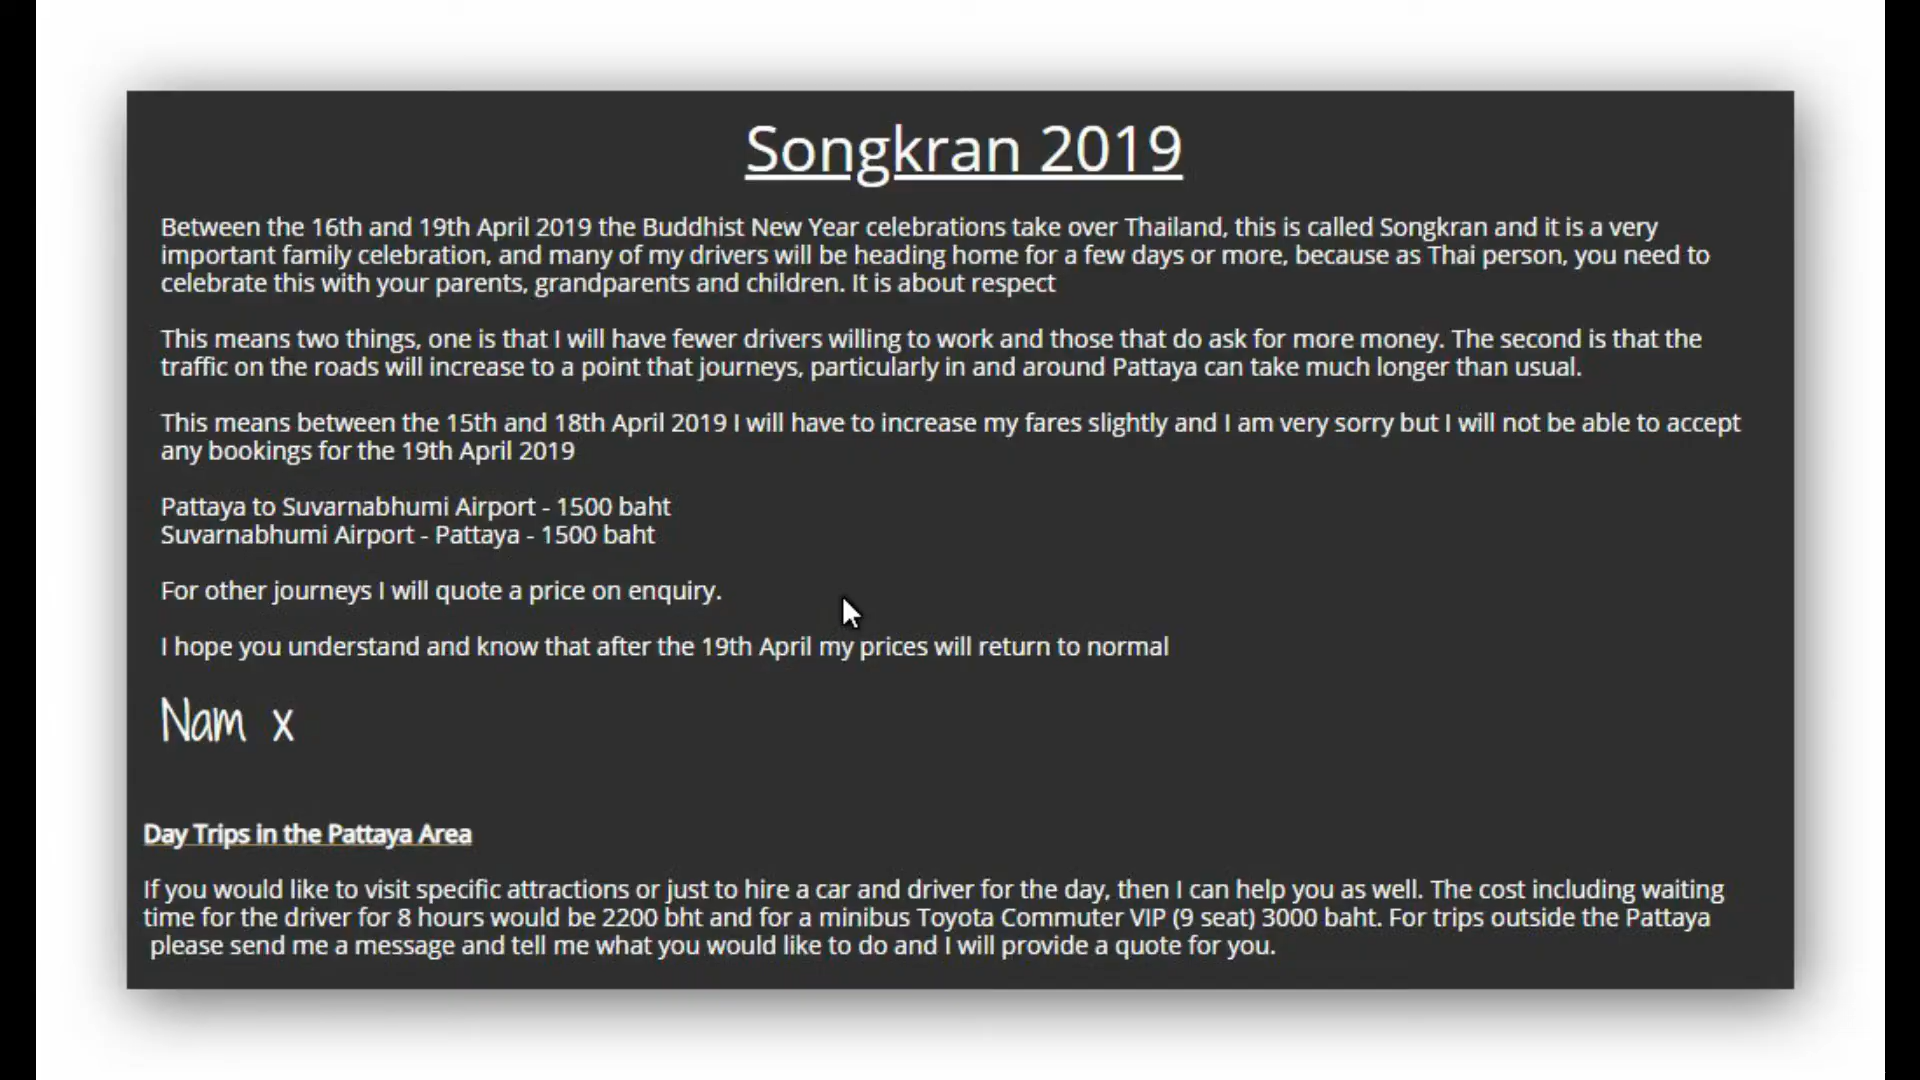 Songkran 2019
Between the 16th and 19th April 2019 the Buddhist New Year celebrations take over Thailand, this is called Songkran and it is a very
important family celebration, and many of my drivers will be heading home for a few days or more, because as Thai person, you need to
celebrate this with your parents, grandparents and children. It is about respect
This means two things, one is that I will have fewer drivers willing to work and those that do ask for more money. The second is that the
traffic on the roads will increase to a point that journeys, particularly in and around Pattaya can take much longer than usual.
This means between the 15th and 18th April 2019 I will have to increase my fares slightly and I am very sorry but I will not be able to accept
any bookings for the 19th April 2019
Pattaya to Suvarnabhumi Airport - 1500 baht
Suvarnabhumi Airport - Pattaya - 1500 baht
For other journeys I will quote a price on enquiry.
I hope you understand and know that after the 19th April my prices will return to normal
Nam x
Day Trips in the Pattaya Area
If you would like to visit specific attractions or just to hire a car and driver for the day, then I can help you as well. The cost including waiting
time for the driver for 8 hours would be 2200 bht and for a minibus Toyota Commuter VIP (9 seat) 3000 baht. For trips outside the Pattaya
please send me a message and tell me what you would like to do and I will provide a quote for you.